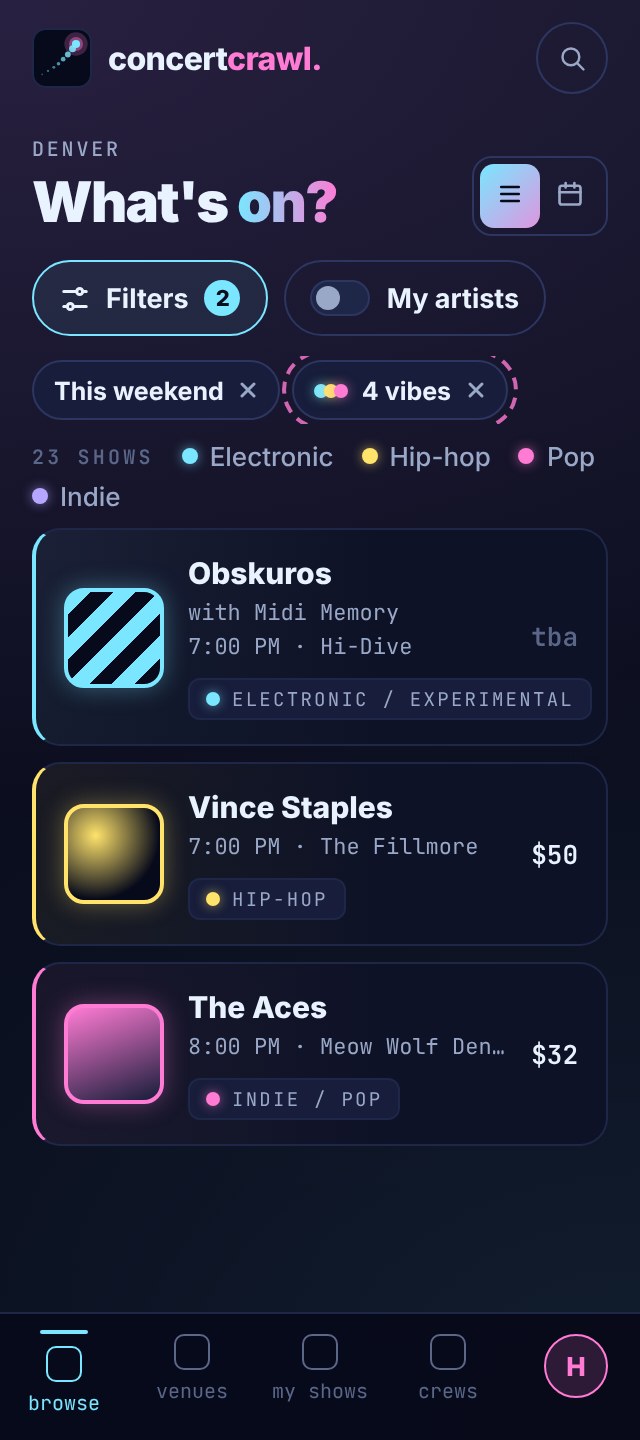 concertcrawl.
DENVER
What's on?
Filters 2
My artists
This weekend ✕
4 vibes ✕
23 SHOWS Electronic Hip-hop Pop
Indie
Obskuros
with Midi Memory
7:00 PM · Hi-Dive
tba
ELECTRONIC / EXPERIMENTAL
Vince Staples
7:00 PM · The Fillmore
$50
HIP-HOP
The Aces
8:00 PM · Meow Wolf Den…
$32
INDIE / POP
browse venues my shows crews H